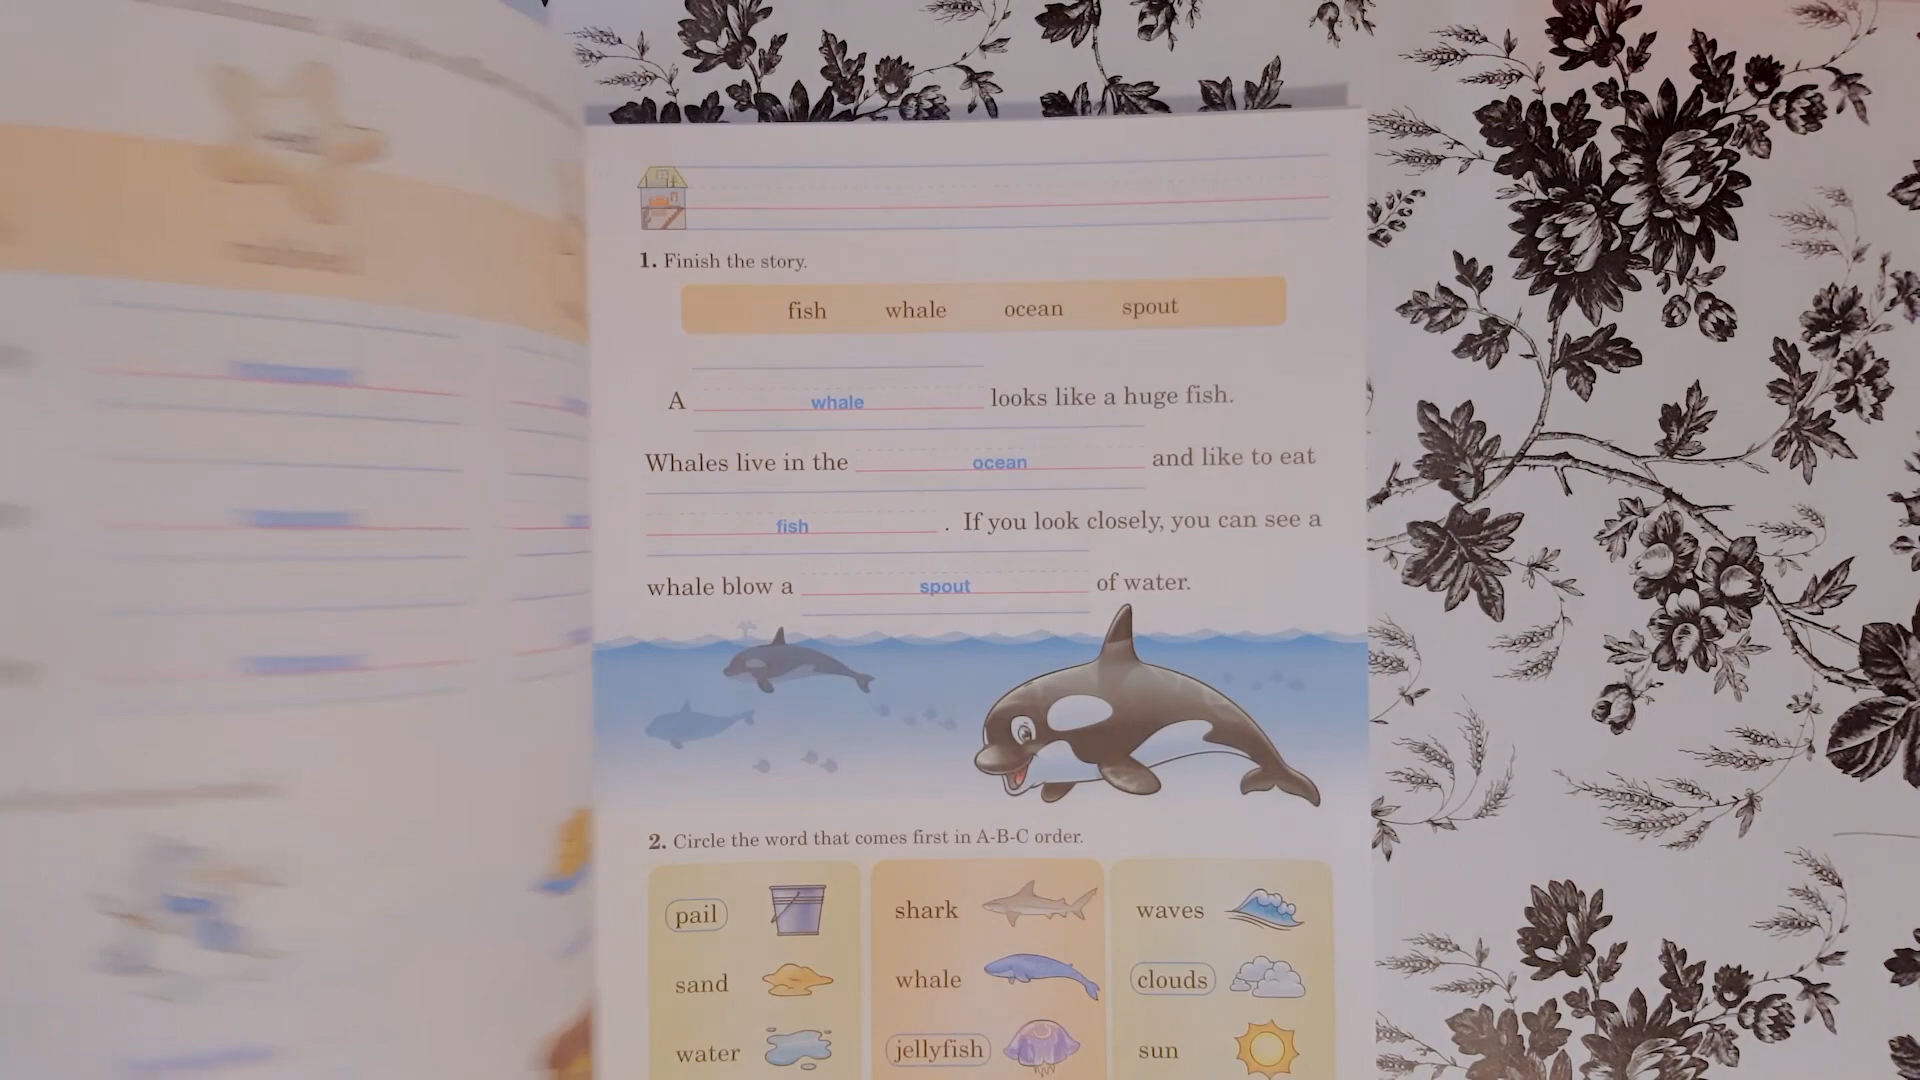 1. Finish the story.
fish whale ocean spout
A whale looks like a huge fish.
Whales live in the ocean and like to eat
fish . If you look closely, you can see a
whale blow a spout of water.
2. Circle the word that comes first in A-B-C order.
pail shark waves
sand whale clouds
water jellyfish sun